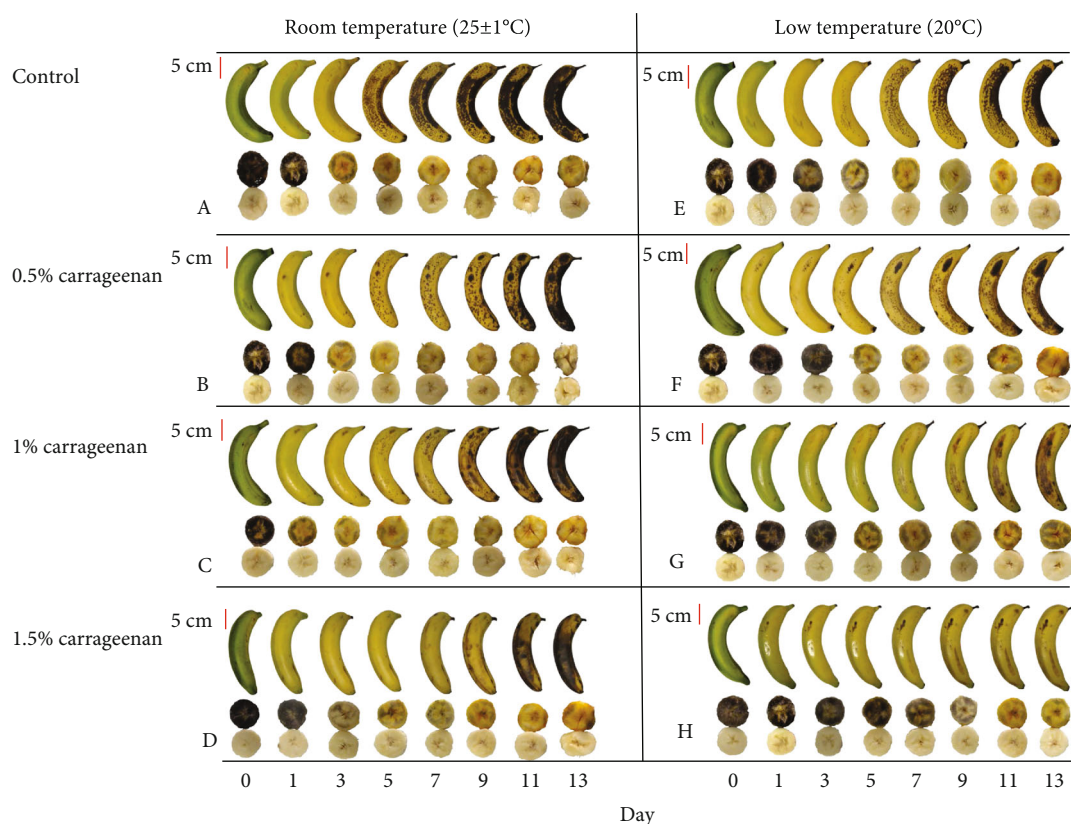 Room temperature (25±1°C)
Low temperature (20°C)
Control
5 cm
5 cm
A
E
0.5% carrageenan
5 cm
5 cm
B
F
1% carrageenan
5 cm
5 cm
C
G
1.5% carrageenan
5 cm
5 cm
D
H
0 1 3 5 7 9 11 13 0 1 3 5 7 9 11 13
Day